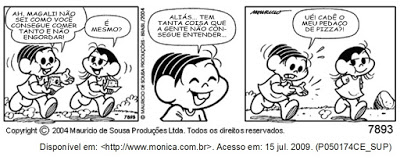 AH, MAGALI! NÃO
SEI COMO VOCÊ
CONSEGUE COMER
TANTO E NÃO
ENGORDAR!
É
MESMO?
ALIÁS... TEM
TANTA COISA QUE
A GENTE NÃO CON-
SEGUE ENTENDER...
MAURICIO
UÉ! CADÊ O
MEU PEDAÇO
DE PIZZA?!
© MAURICIO DE SOUSA PRODUÇÕES - BRASIL/2004
7893
Copyright © 2004 Mauricio de Sousa Produções Ltda. Todos os direitos reservados.
7893
Disponível em: <http://www.monica.com.br>. Acesso em: 15 jul. 2009. (P050174CE_SUP)